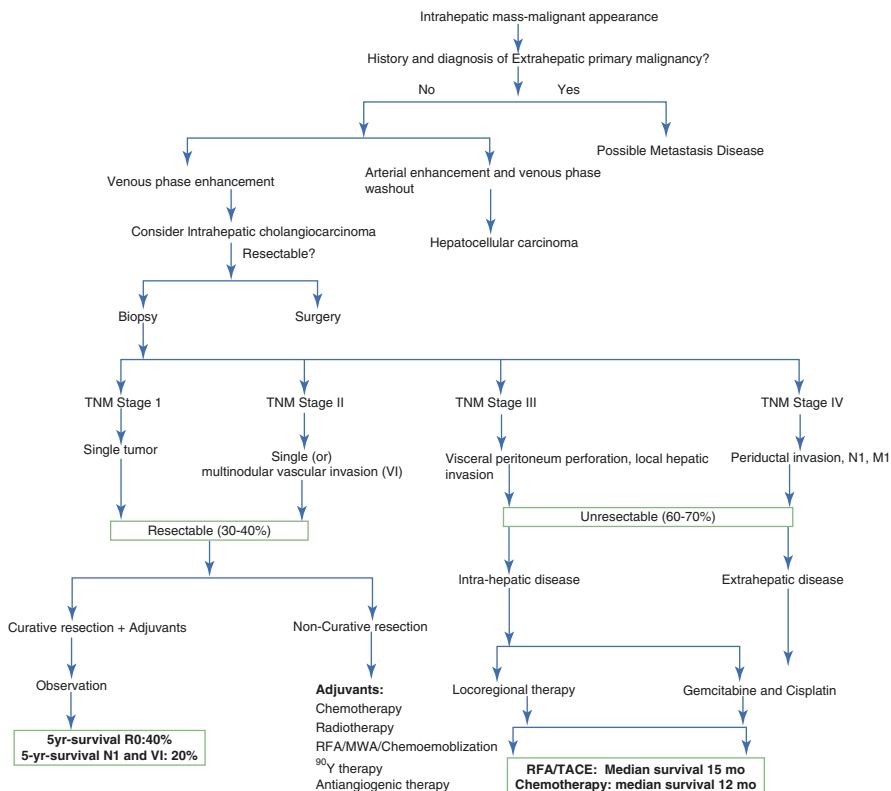 Intrahepatic mass-malignant appearance
History and diagnosis of Extrahepatic primary malignancy?
No
Yes
Possible Metastasis Disease
Venous phase enhancement
Arterial enhancement and venous phase
washout
Consider Intrahepatic cholangiocarcinoma
Hepatocellular carcinoma
Resectable?
Biopsy
Surgery
TNM Stage 1
TNM Stage II
TNM Stage III
TNM Stage IV
Single tumor
Single (or)
multinodular vascular invasion (VI)
Visceral peritoneum perforation, local hepatic
invasion
Periductal invasion, N1, M1
Resectable (30-40%)
Unresectable (60-70%)
Intra-hepatic disease
Extrahepatic disease
Curative resection + Adjuvants
Non-Curative resection
Observation
5yr-survival R0:40%
5-yr-survival N1 and VI: 20%
Adjuvants:
Chemotherapy
Radiotherapy
RFA/MWA/Chemoemoblization
90Y therapy
Antiangiogenic therapy
Locoregional therapy
Gemcitabine and Cisplatin
RFA/TACE: Median survival 15 mo
Chemotherapy: median survival 12 mo